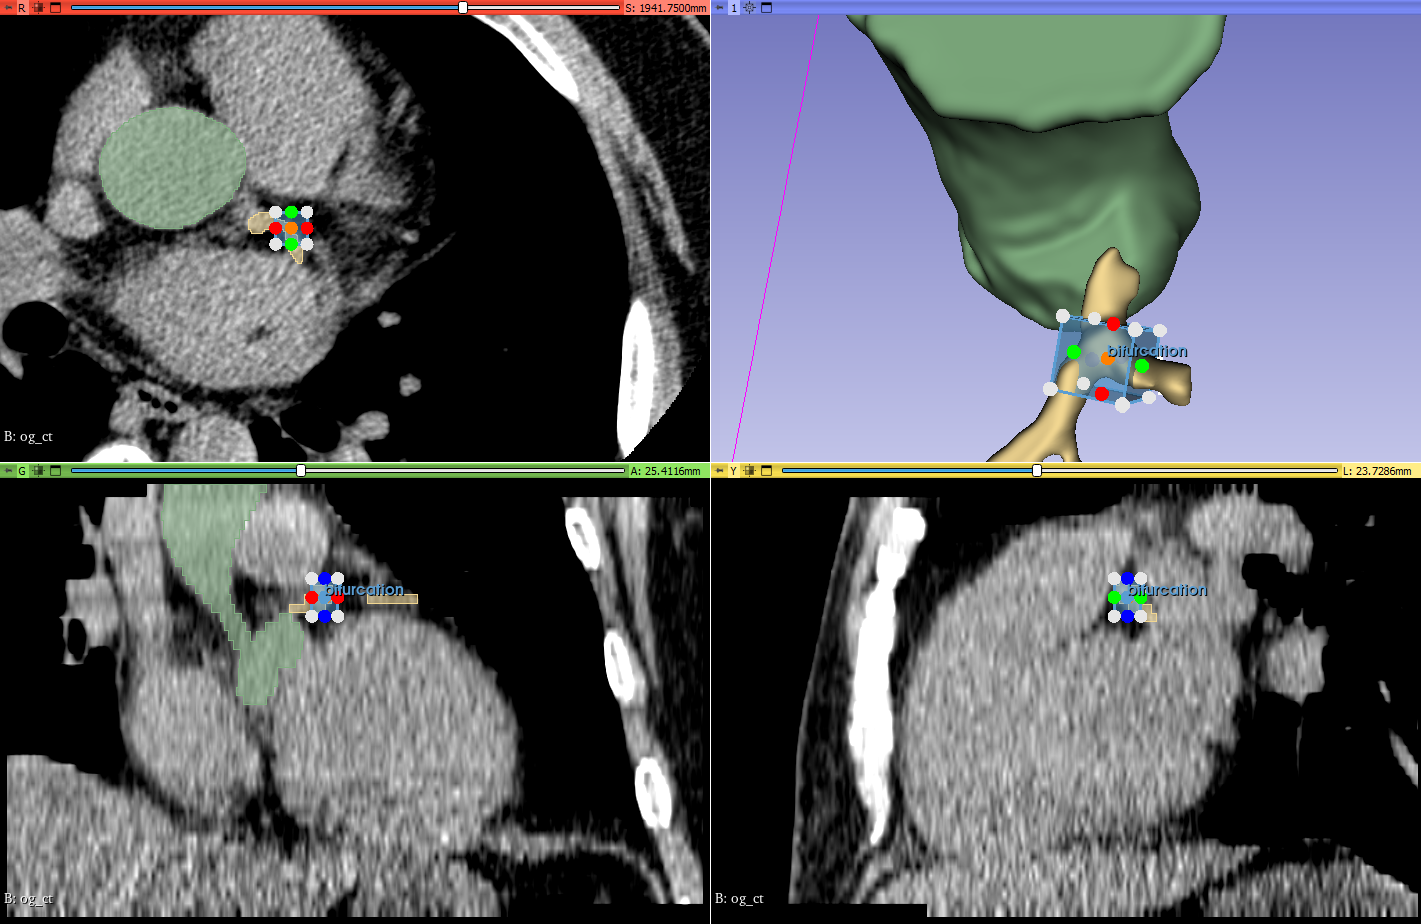 R
S: 1941.7500mm
1
bifurcation
B: og_ct
G
A: 25.4116mm
Y
L: 23.7286mm
bifurcation
bifurcation
B: og_ct
B: og_ct